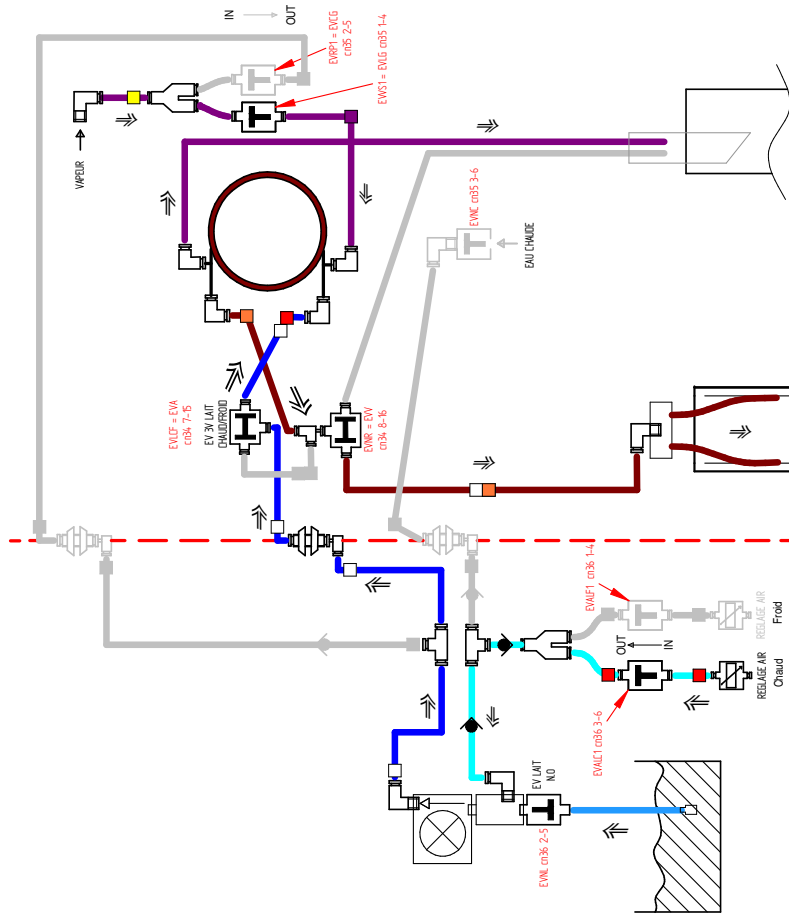 IN
OUT
EVRP1 = EVCG
cn35 2-5
EVVS1 = EVLG cn35 1-4
VAPEUR
EVNC cn35 3-6
EAU CHAUDE
EVLCF = EVA
cn34 7-15
EV 3V LAIT
CHAUD/FROID
EVNR = EVV
cn34 8-16
EVALF1 cn36 1-4
OUT
IN
REGLAGE AIR
Froid
REGLAGE AIR
Chaud
EVALC1 cn36 3-6
EV LAIT
N.O
EVNL cn36 2-5